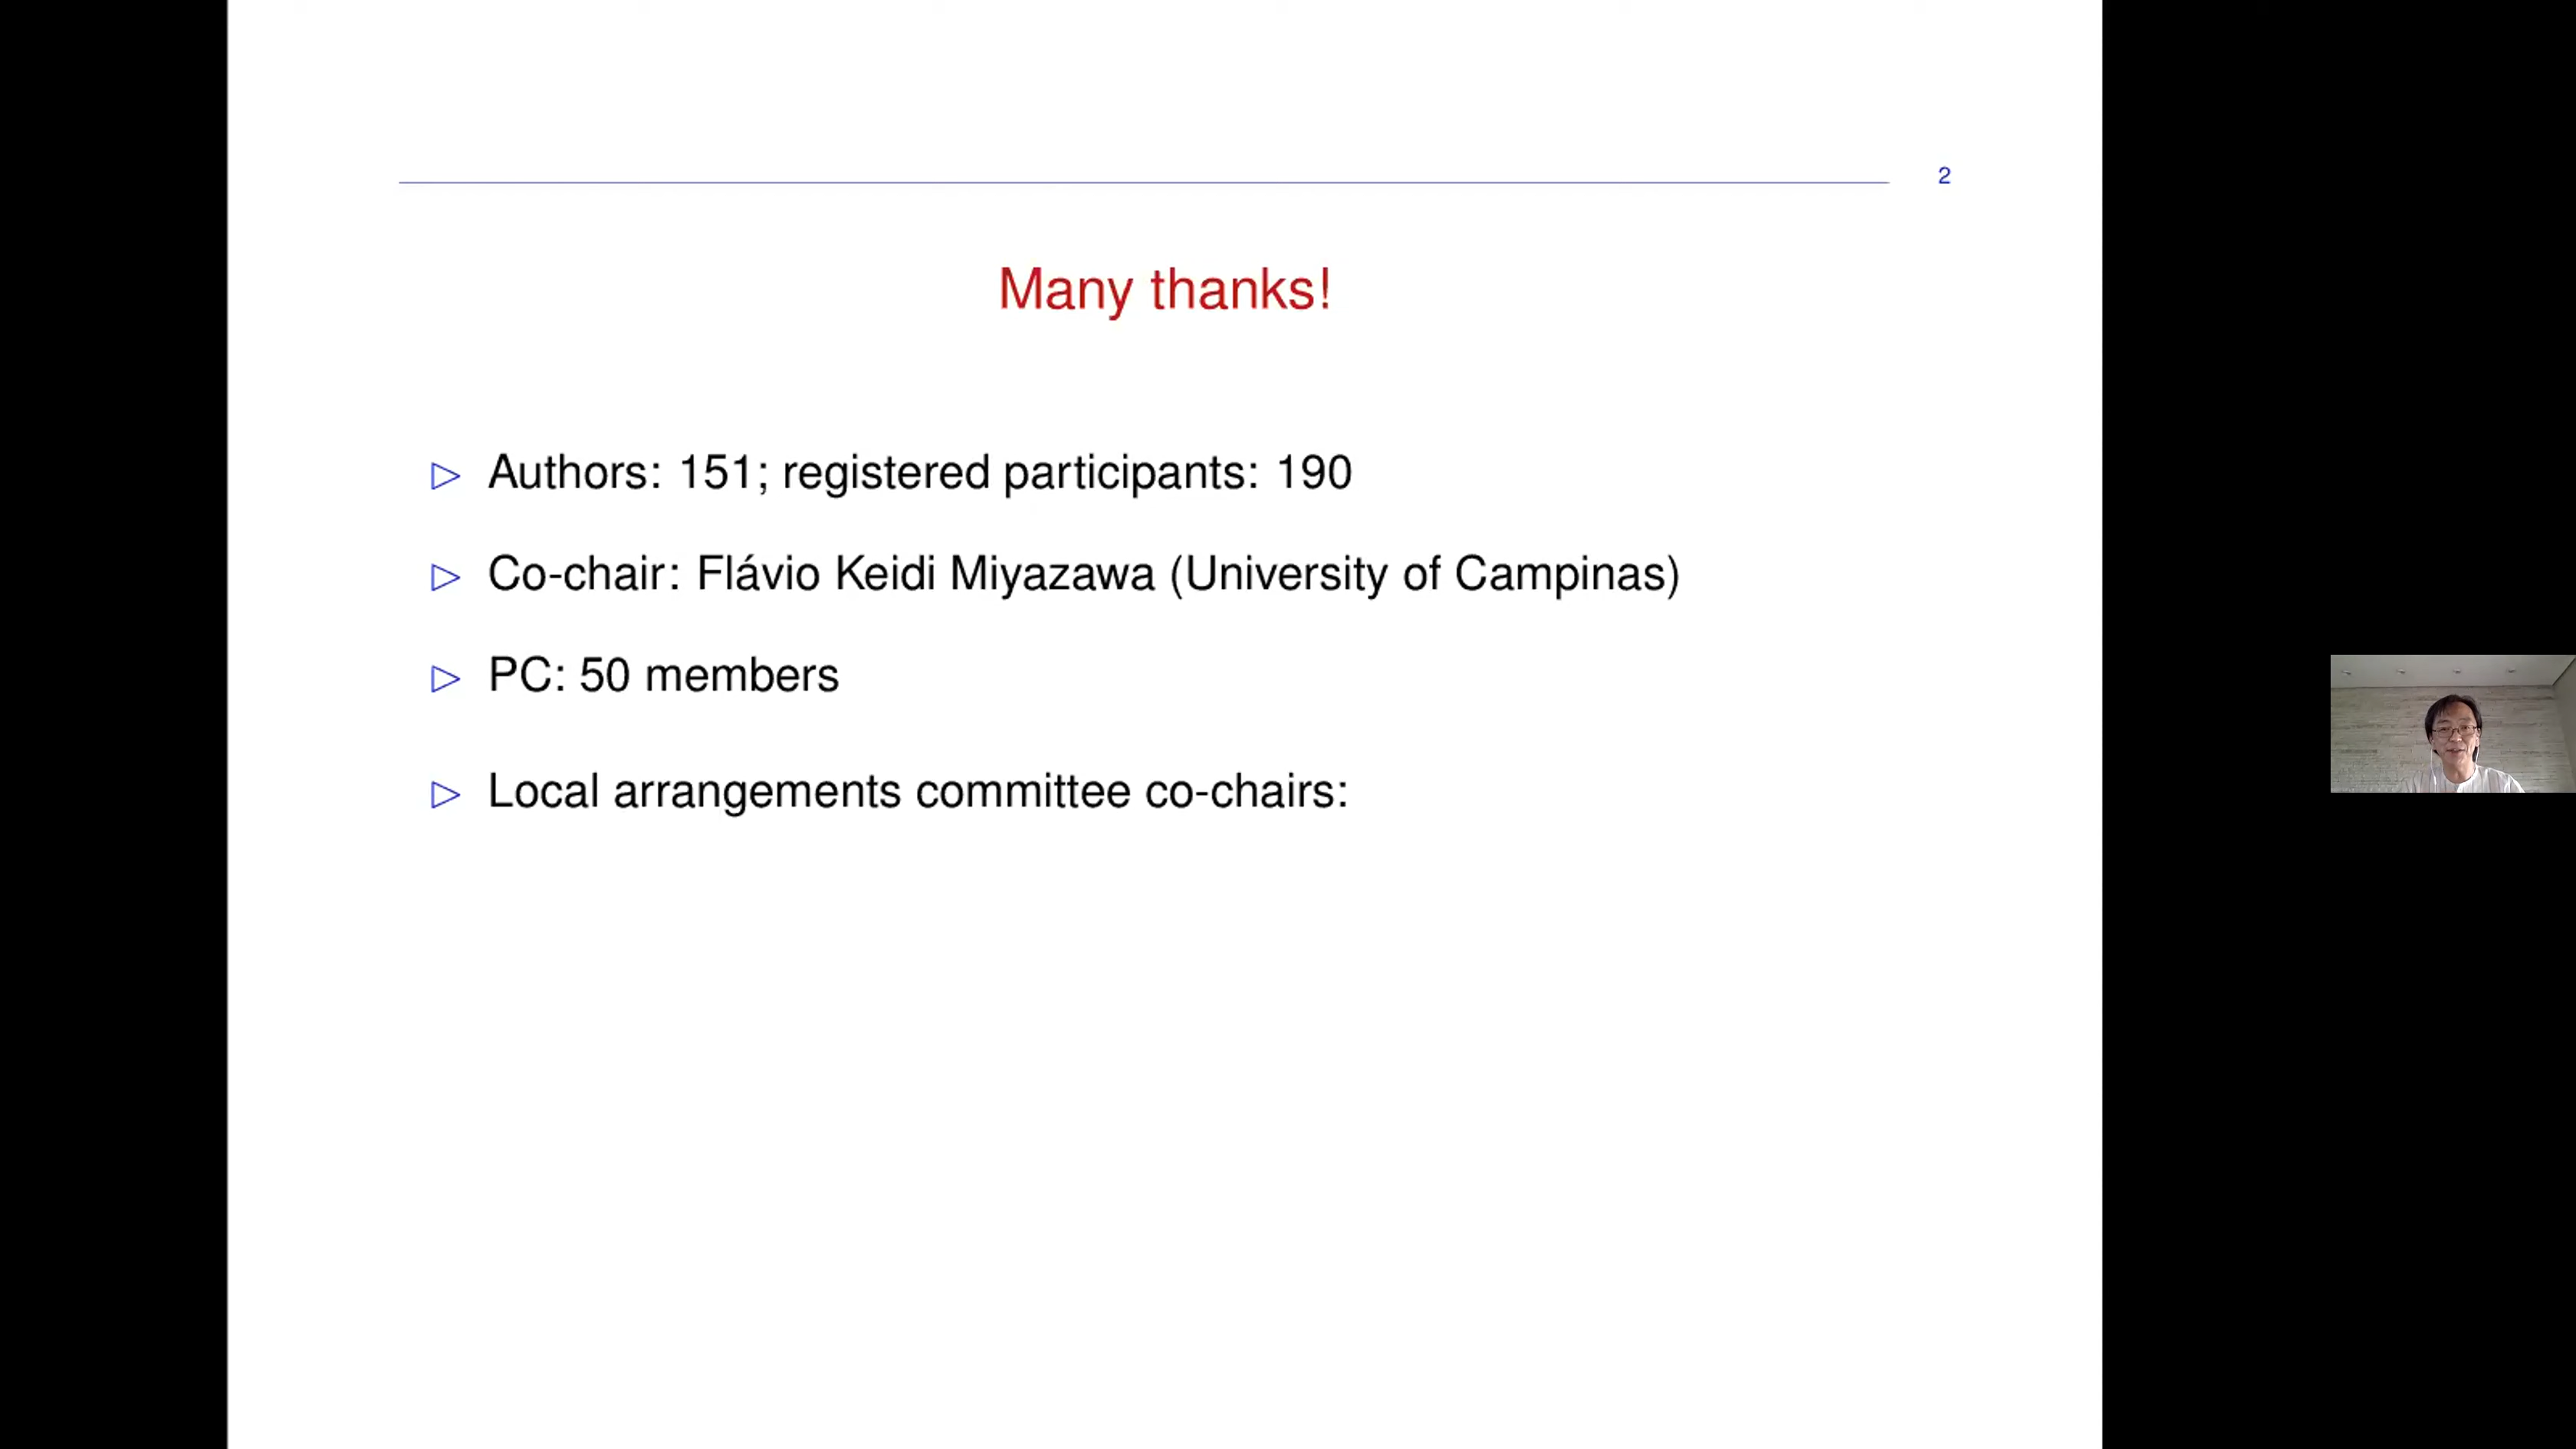 2
Many thanks!
Authors: 151; registered participants: 190
Co-chair: Flávio Keidi Miyazawa (University of Campinas)
PC: 50 members
Local arrangements committee co-chairs: